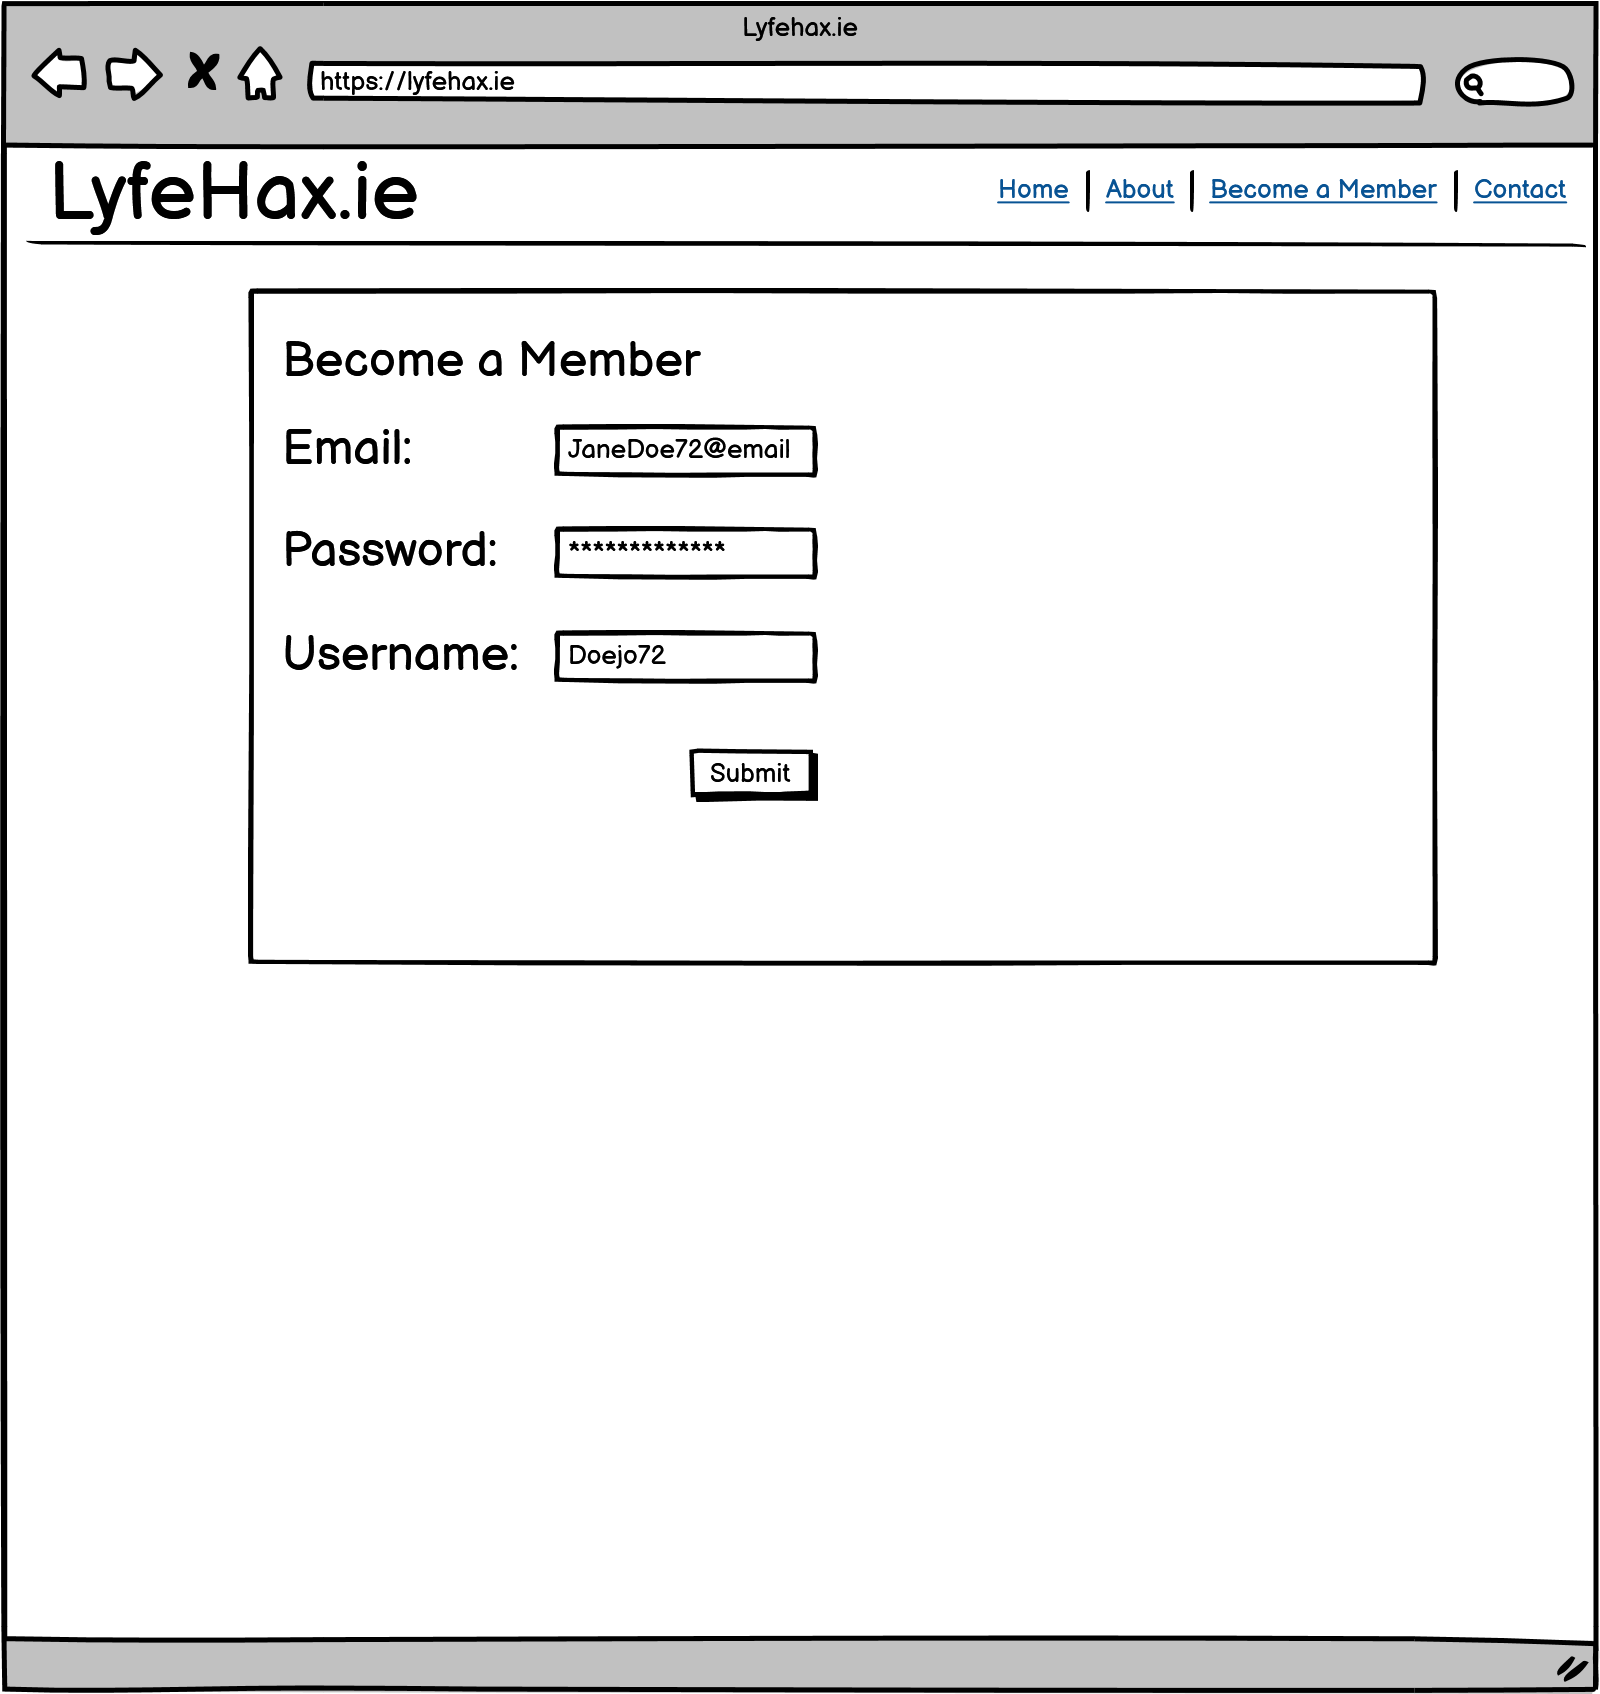 Lyfehax.ie
https://lyfehax.ie
LyfeHax.ie
Home About Become a Member Contact
Become a Member
Email: JaneDoe72@email
Password: *************
Username: Doejo72
Submit